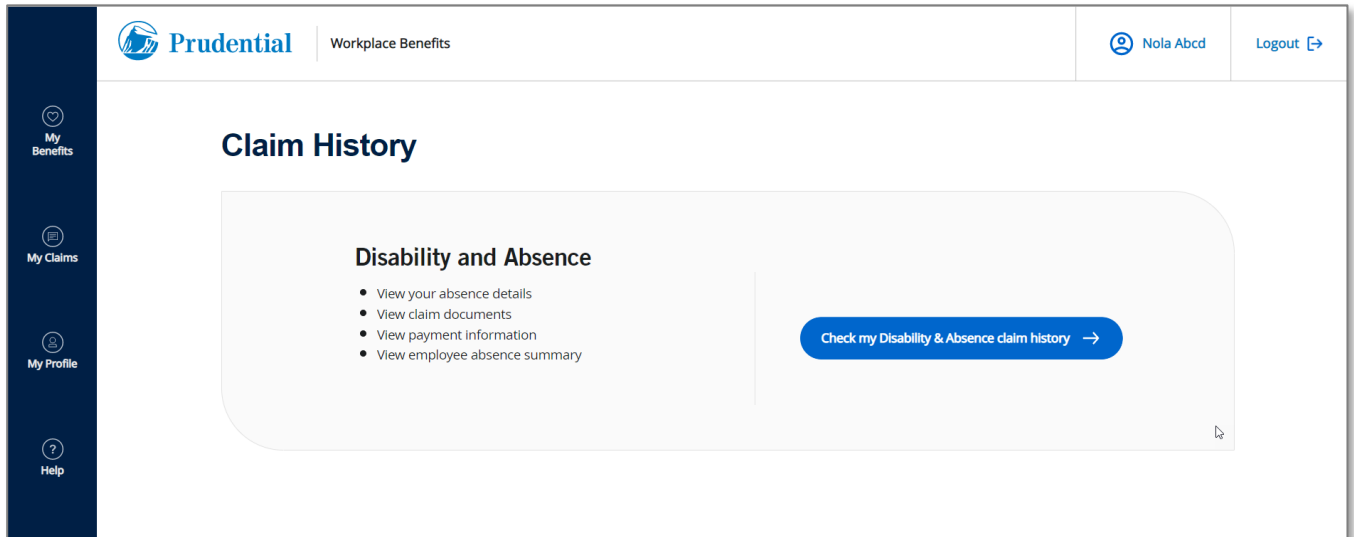 Prudential
Workplace Benefits
Nola Abcd
Logout
My
Benefits
My Claims
My Profile
?
Help
Claim History
Disability and Absence
• View your absence details
• View claim documents
• View payment information
• View employee absence summary
Check my Disability & Absence claim history →